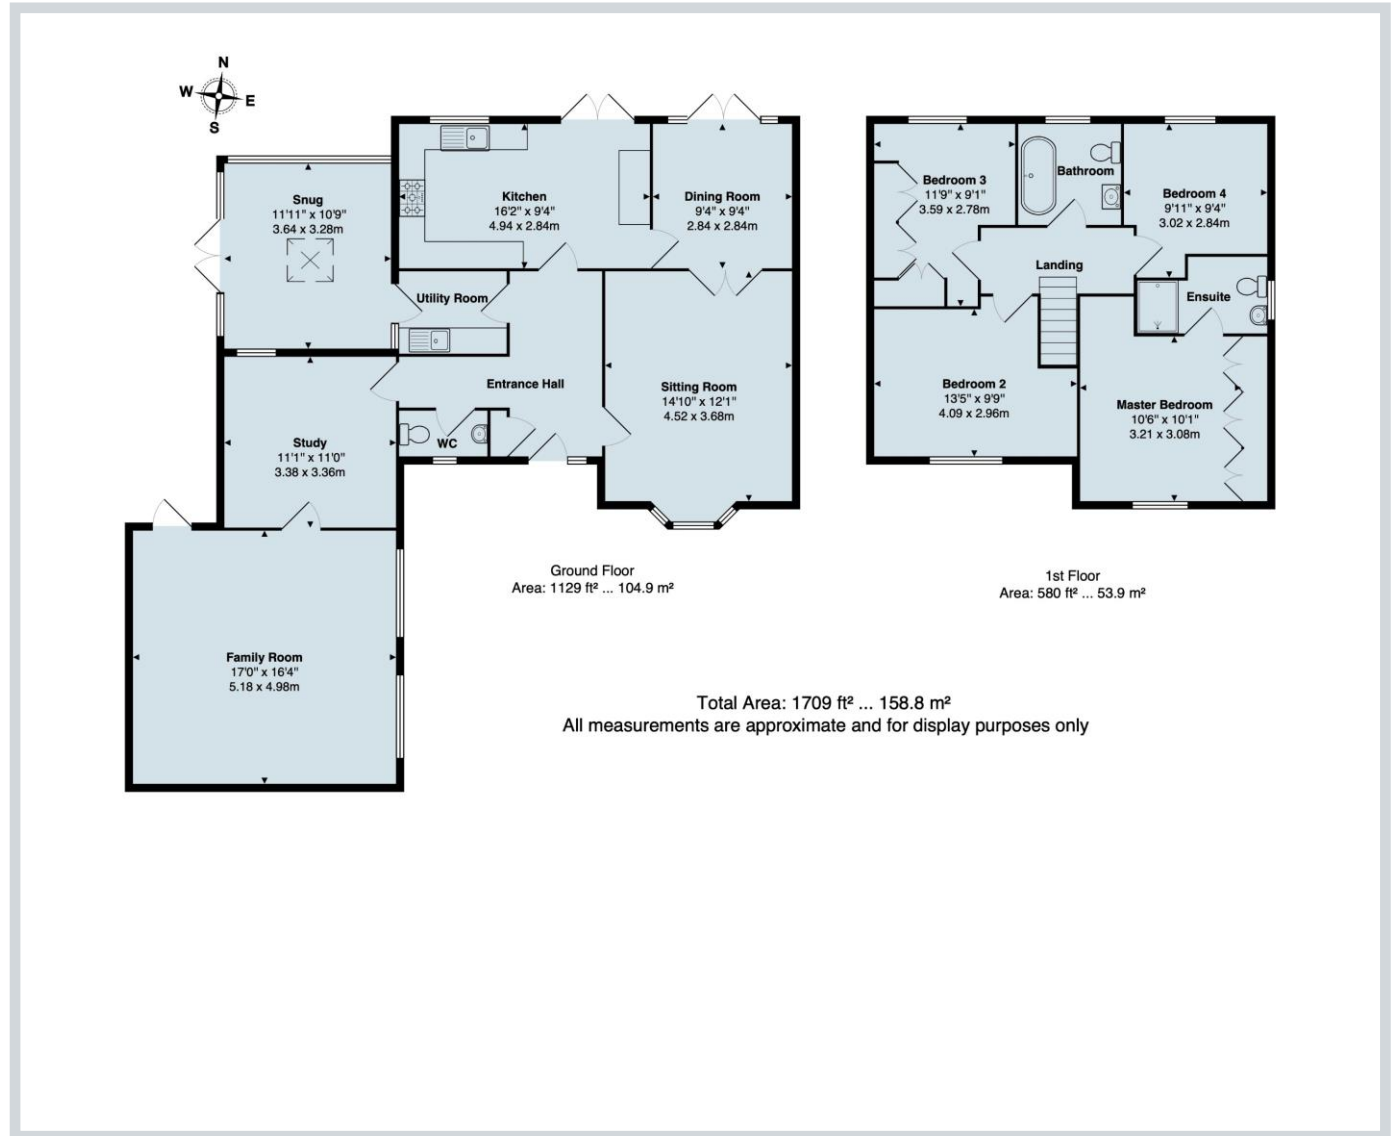 N
W
E
S
Snug
11'11" x 10'9"
3.64 x 3.28m
Kitchen
16'2" x 9'4"
4.94 x 2.84m
Dining Room
9'4" x 9'4"
2.84 x 2.84m
Utility Room
Entrance Hall
Sitting Room
14'10" x 12'1"
4.52 x 3.68m
Study
11'1" x 11'0"
3.38 x 3.36m
WC
Family Room
17'0" x 16'4"
5.18 x 4.98m
Ground Floor
Area: 1129 ft² ... 104.9 m²
Bedroom 3
11'9" x 9'1"
3.59 x 2.78m
Bathroom
Bedroom 4
9'11" x 9'4"
3.02 x 2.84m
Landing
Ensuite
Bedroom 2
13'5" x 9'9"
4.09 x 2.96m
Master Bedroom
10'6" x 10'1"
3.21 x 3.08m
1st Floor
Area: 580 ft² ... 53.9 m²
Total Area: 1709 ft² ... 158.8 m²
All measurements are approximate and for display purposes only